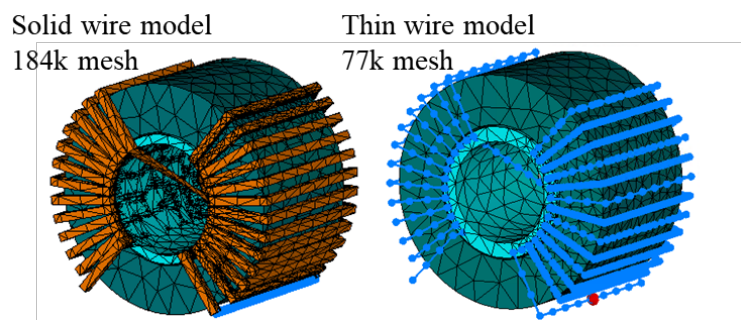 Solid wire model
184k mesh
Thin wire model
77k mesh